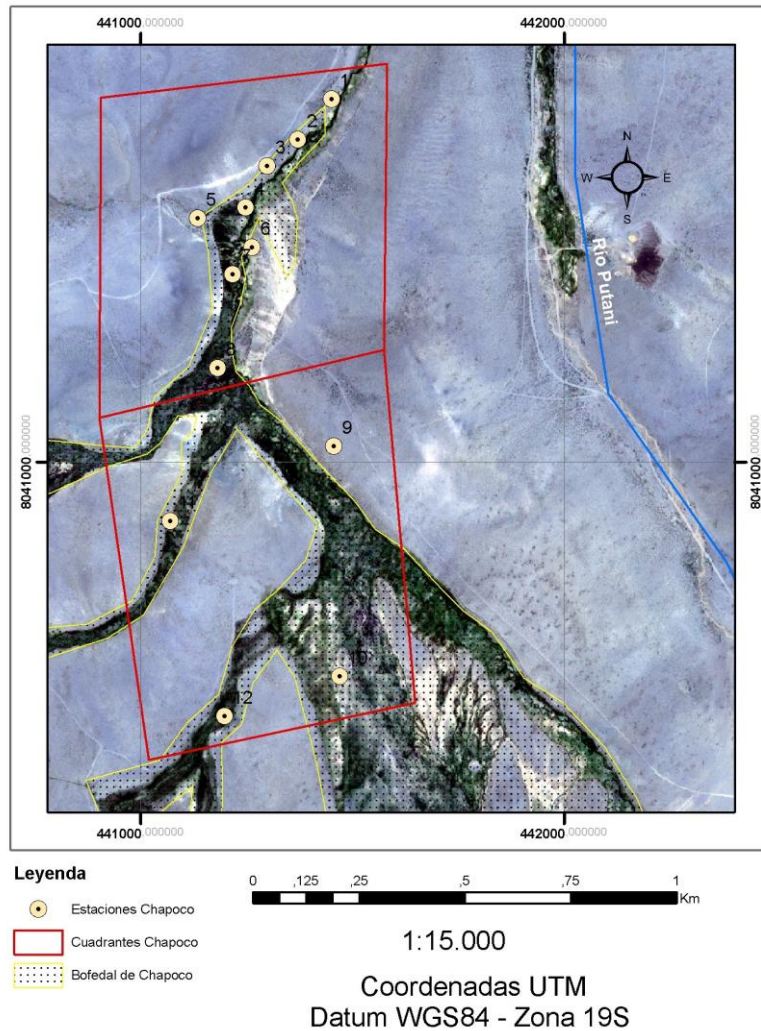 441000.000000 442000.000000
1
2
3
5
6
N
W E
S
Río Putani
8
9
8041000.000000 8041000.000000
10
12
441000.000000 442000.000000
Leyenda
Estaciones Chapoco
Cuadrantes Chapoco
Bofedal de Chapoco
0 ,125 ,25 ,5 ,75 1
Km
1:15.000
Coordenadas UTM
Datum WGS84 - Zona 19S